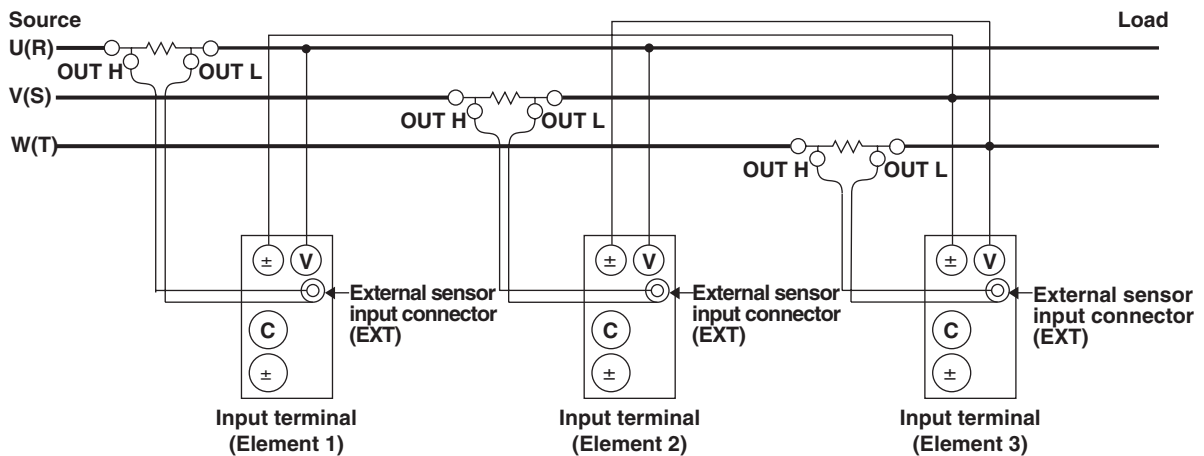 Source
Load
U(R)
OUT H
OUT L
V(S)
OUT H
OUT L
W(T)
OUT H
OUT L
±
V
±
V
±
V
External sensor
input connector
(EXT)
External sensor
input connector
(EXT)
External sensor
input connector
(EXT)
C
C
C
±
±
±
Input terminal
(Element 1)
Input terminal
(Element 2)
Input terminal
(Element 3)